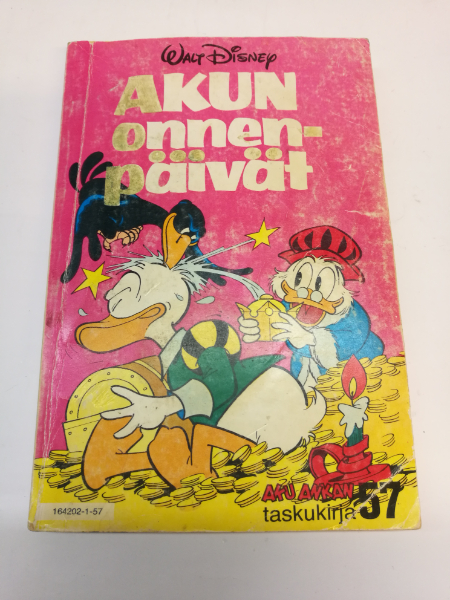 WALT DISNEY
AKUN
onnen-
päivät
AKU ANKAN
taskukirja 57
164202-1-57